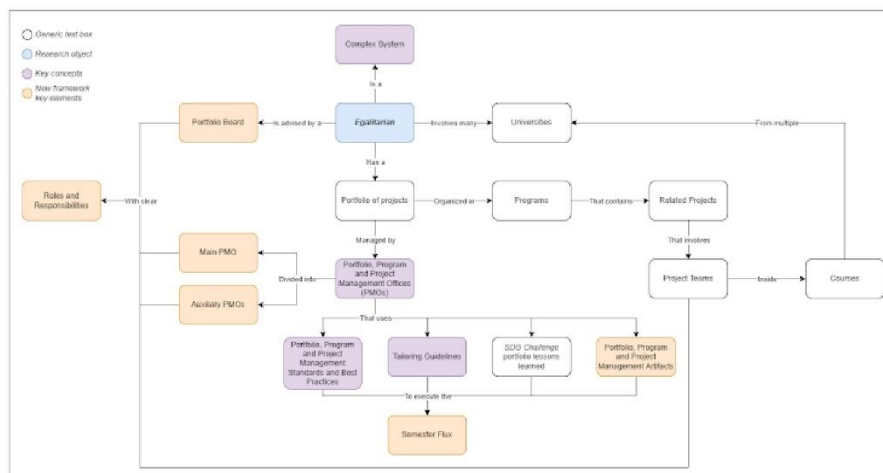 Generic text box
Research object
Key concepts
New framework
key elements
Complex System
Is a
Portfolio Board
Is advised by a
Egalitarian
Involves many
Universities
From multiple
Has a
Roles and
Responsibilities
With clear
Portfolio of projects
Organized in
Programs
That contains
Related Projects
Managed by
That involves
Main PMO
Divided into
Auxiliary PMOs
Portfolio, Program
and Project
Management Offices
(PMOs)
Project Teams
Inside
Courses
That uses
Portfolio, Program
and Project
Management
Standards and Best
Practices
Tailoring Guidelines
SDG Challenge
portfolio lessons
learned
Portfolio, Program
and Project
Management Artifacts
To execute the
Semester Flux